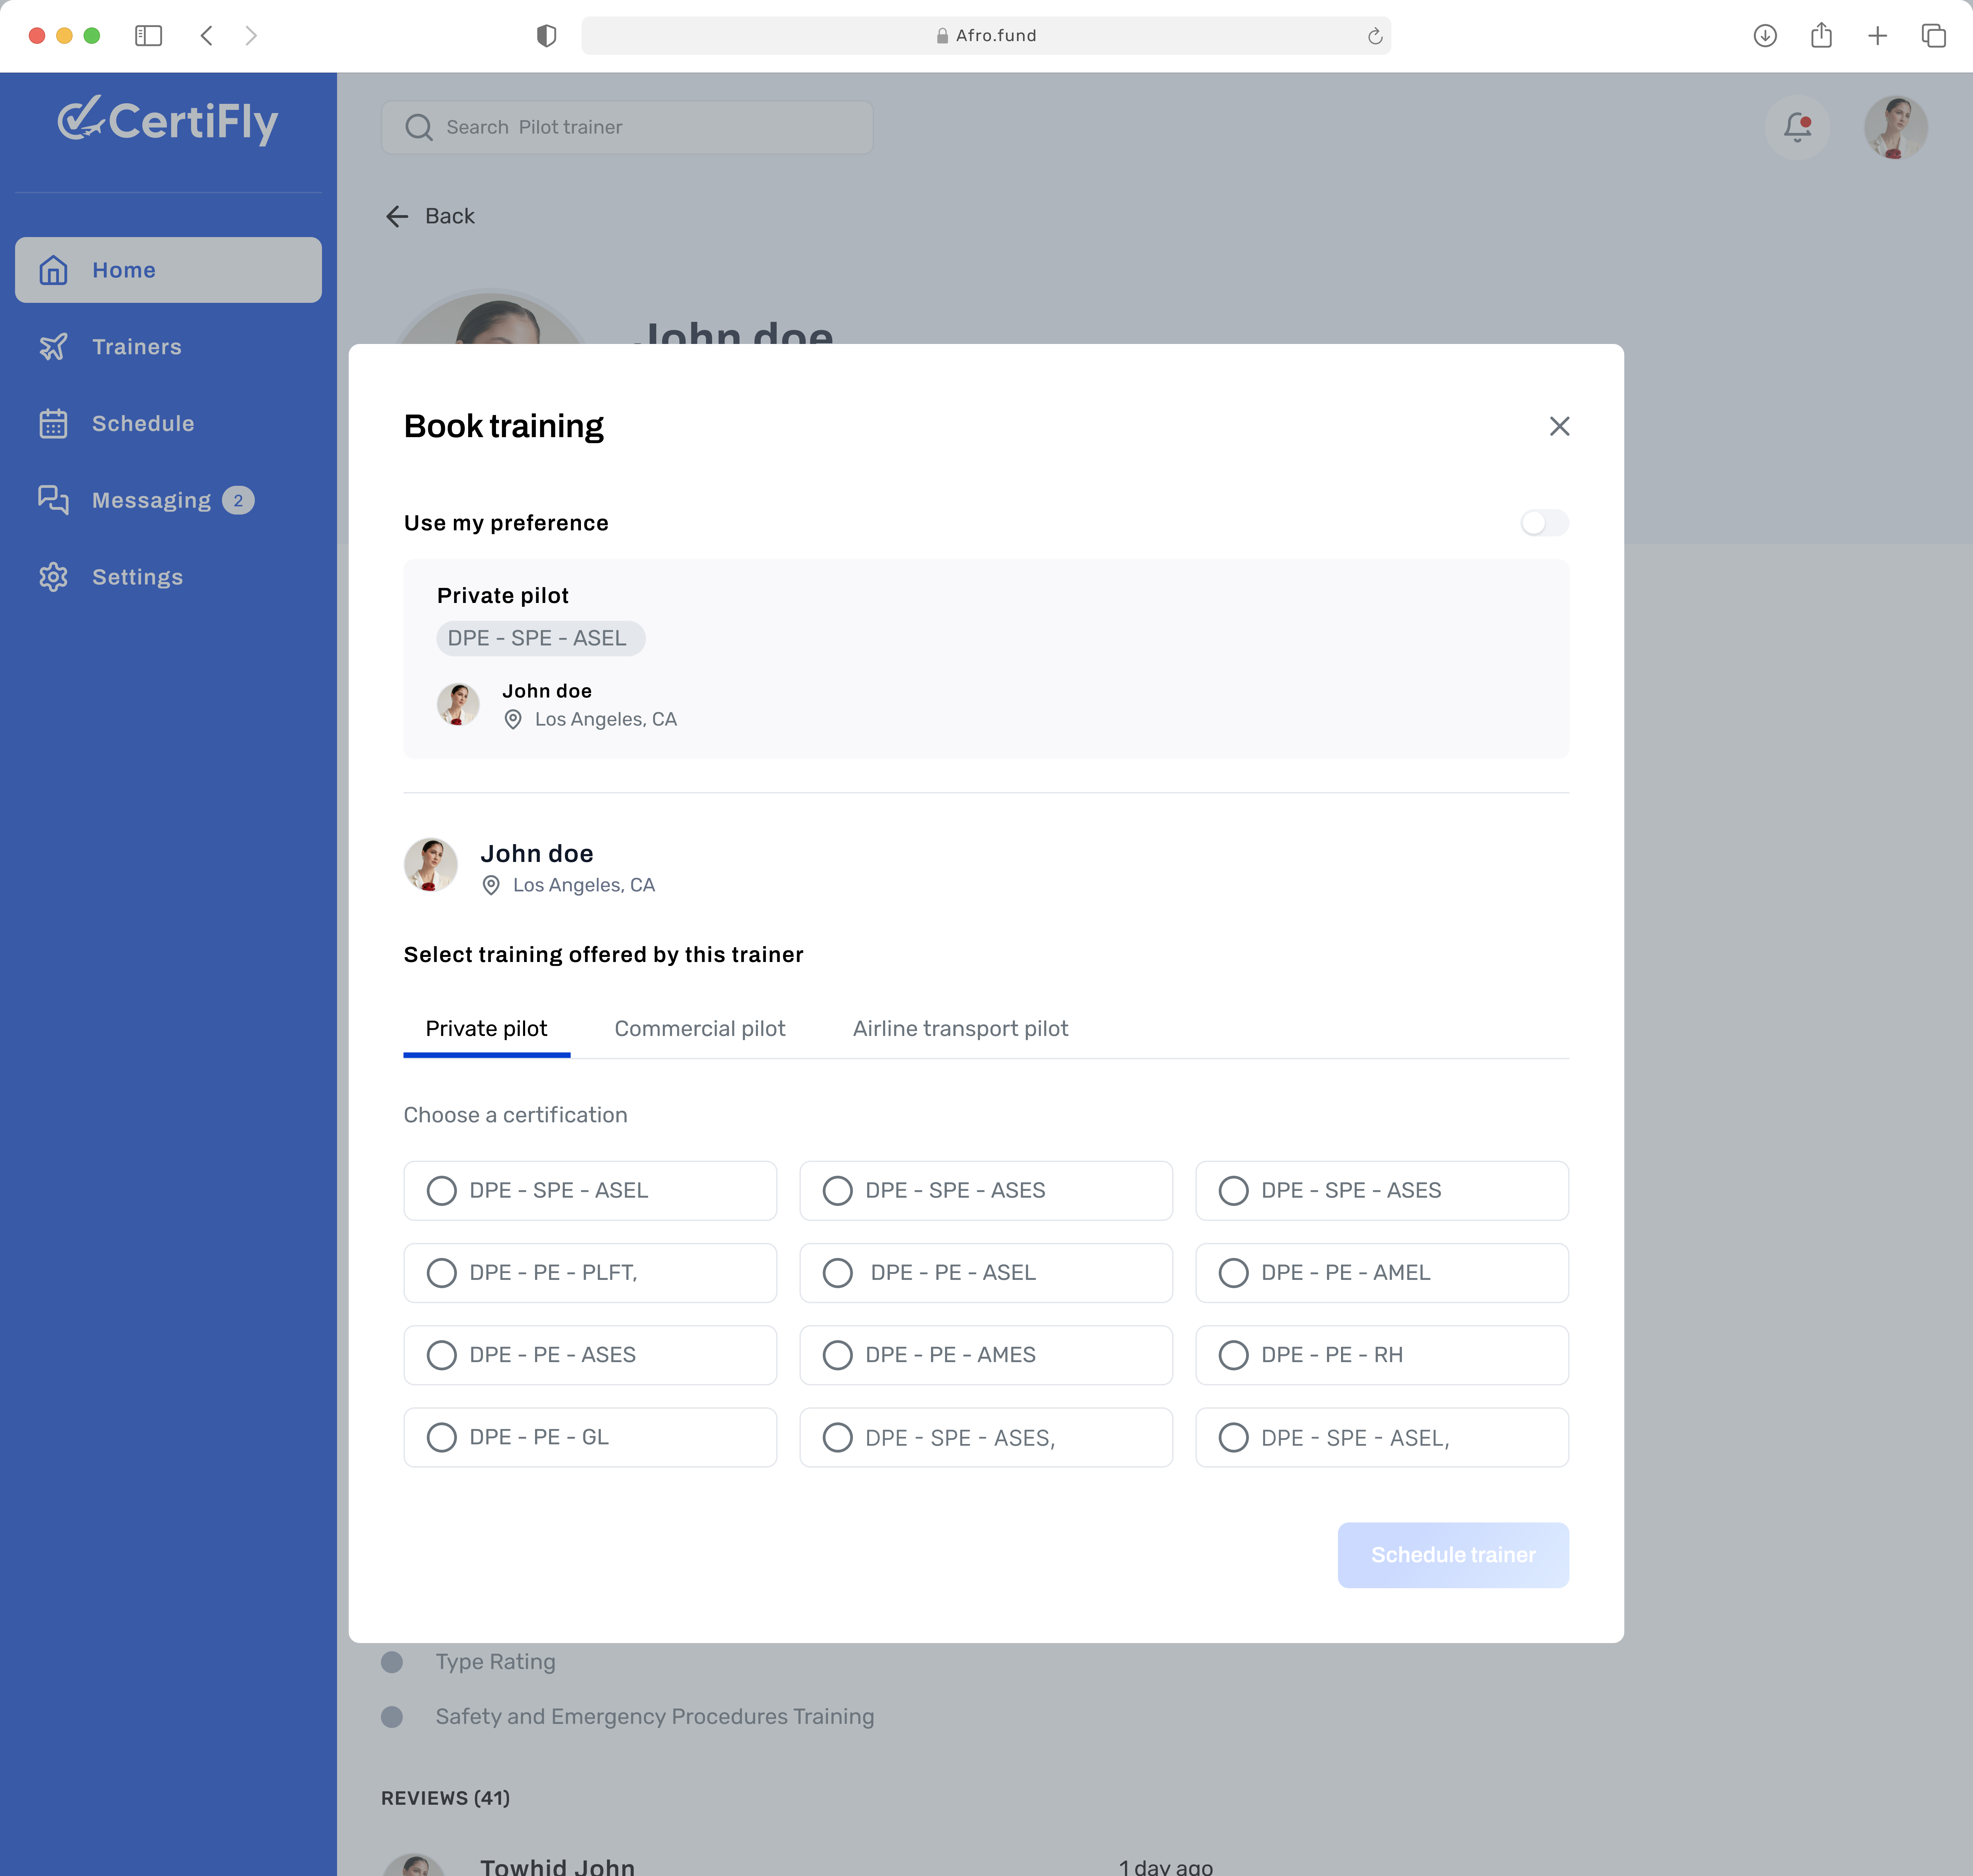 Afro.fund
CertiFly
Search Pilot trainer
Back
Home
Trainers
Schedule
Messaging 2
Settings
John doe
Book training
Use my preference
Private pilot
DPE - SPE - ASEL
John doe
Los Angeles, CA
John doe
Los Angeles, CA
Select training offered by this trainer
Private pilot Commercial pilot Airline transport pilot
Choose a certification
DPE - SPE - ASEL DPE - SPE - ASES DPE - SPE - ASES
DPE - PE - PLFT, DPE - PE - ASEL DPE - PE - AMEL
DPE - PE - ASES DPE - PE - AMES DPE - PE - RH
DPE - PE - GL DPE - SPE - ASES, DPE - SPE - ASEL,
Schedule trainer
Type Rating
Safety and Emergency Procedures Training
REVIEWS (41)
Towhid John 1 day ago